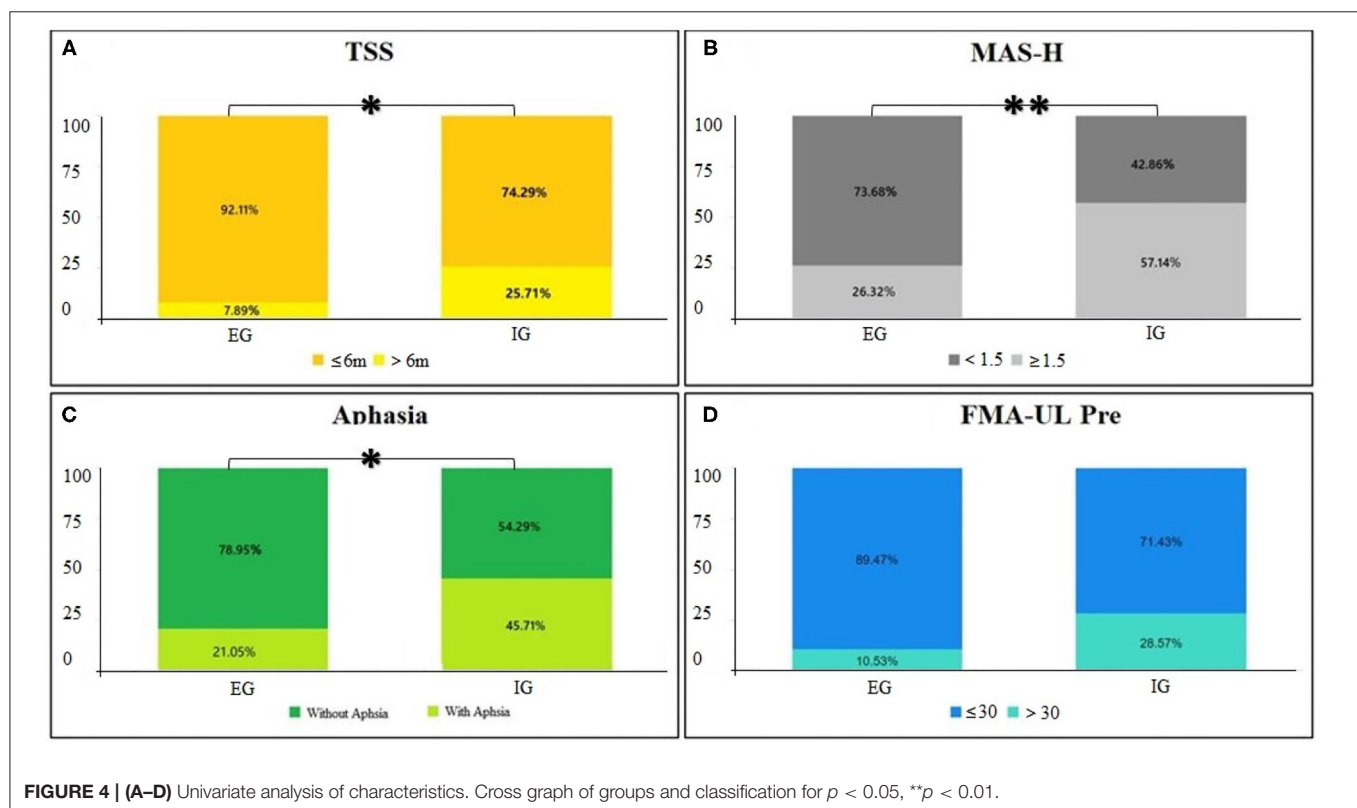 A
TSS
*
100
75
50
25
0
92.11%
7.89%
74.29%
25.71%
EG
IG
≤6m > 6m
B
MAS-H
**
100
75
50
25
0
73.68%
26.32%
42.86%
57.14%
EG
IG
< 1.5 ≥1.5
C
Aphasia
*
100
75
50
25
0
78.95%
21.05%
54.29%
45.71%
EG
IG
Without Aphsia With Aphsia
D
FMA-UL Pre
100
75
50
25
0
89.47%
10.53%
71.43%
28.57%
EG
IG
≤30 > 30
FIGURE 4 | (A–D) Univariate analysis of characteristics. Cross graph of groups and classification for p < 0.05, **p < 0.01.